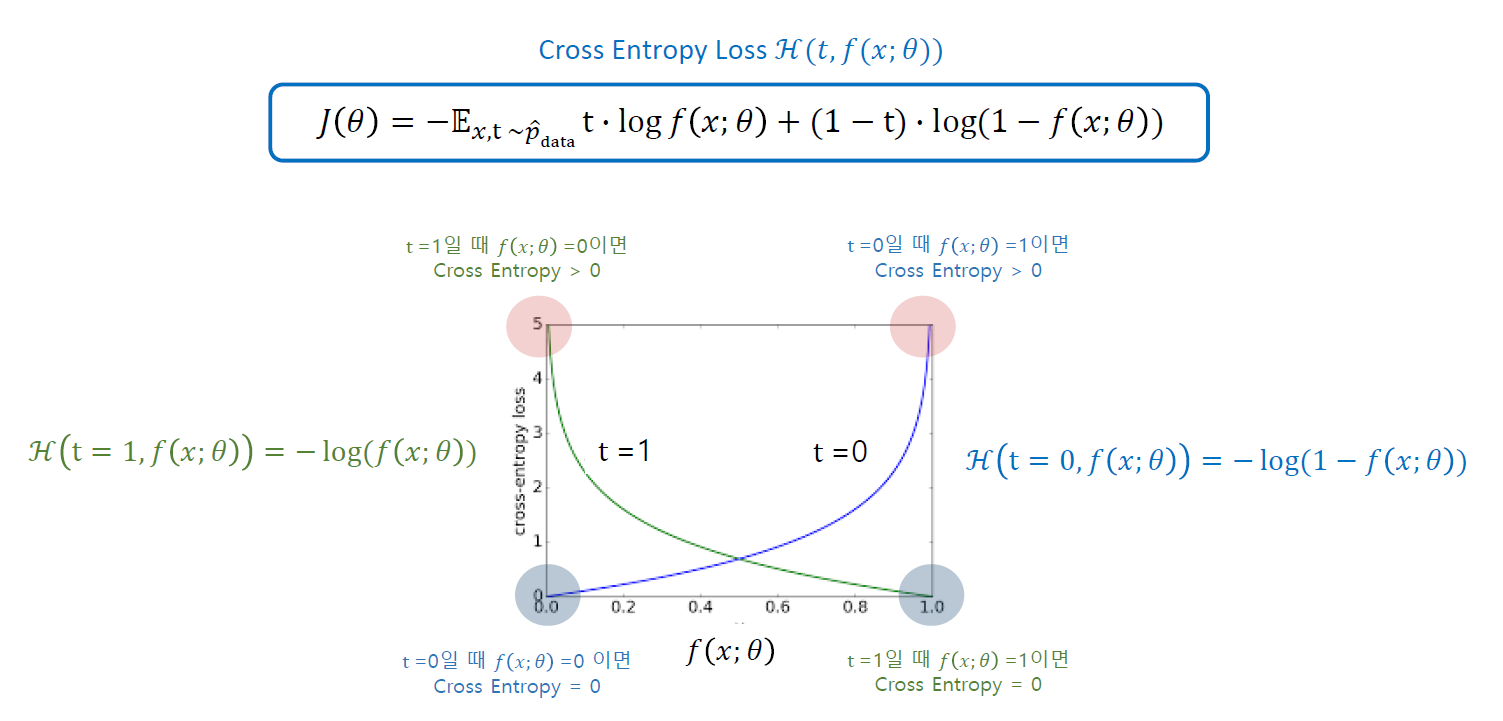 Cross Entropy Loss ℋ(t, f(x; θ))
J(θ) = −𝔼x,t ~p̂data t · log f(x; θ) + (1 − t) · log(1 − f(x; θ))
t =1일 때 f(x; θ) =0이면
Cross Entropy > 0
t =0일 때 f(x; θ) =1이면
Cross Entropy > 0
ℋ(t = 1, f(x; θ)) = − log(f(x; θ))
cross-entropy loss
5
4
3
2
1
0
t =1
t =0
ℋ(t = 0, f(x; θ)) = − log(1 − f(x; θ))
0.0 0.2 0.4 0.6 0.8 1.0
f(x; θ)
t =0일 때 f(x; θ) =0 이면
Cross Entropy = 0
t =1일 때 f(x; θ) =1이면
Cross Entropy = 0